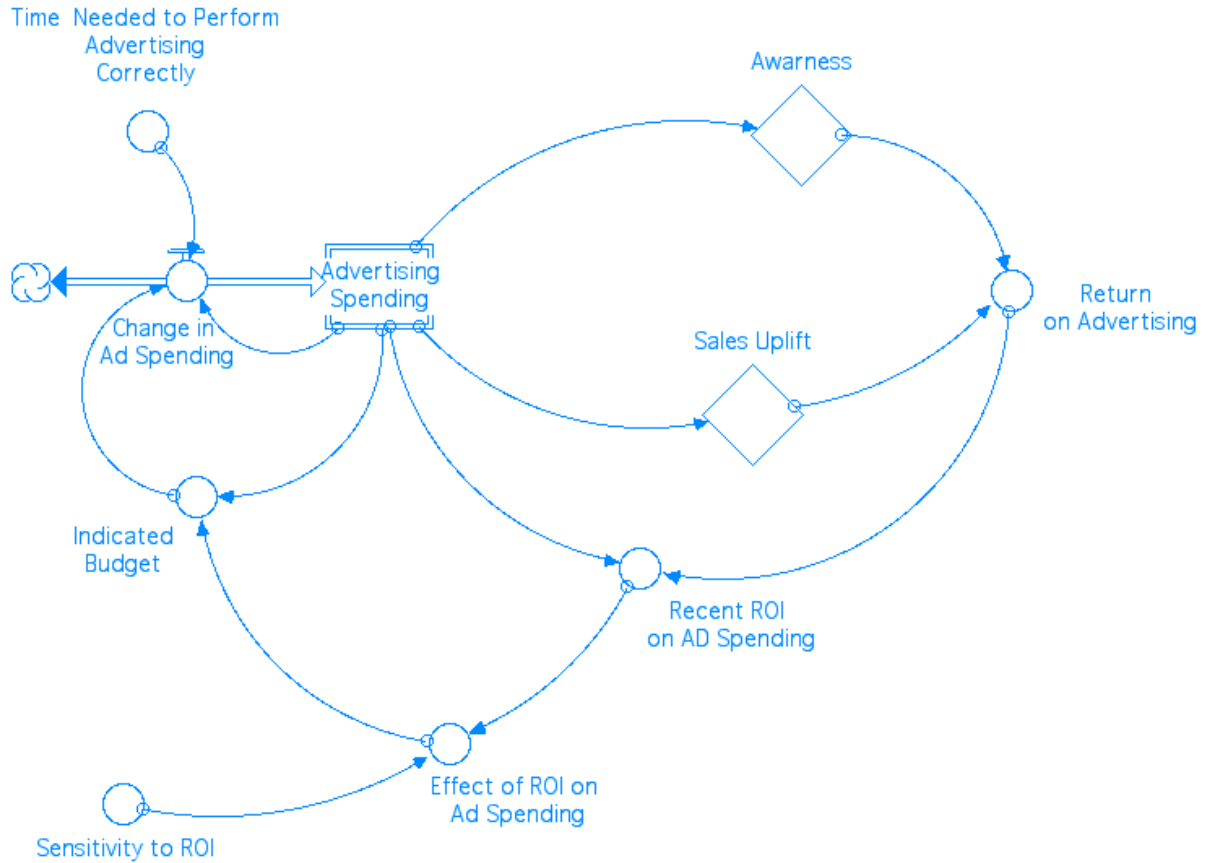 Time Needed to Perform
Advertising
Correctly
Awarness
Advertising
Spending
Change in
Ad Spending
Return
on Advertising
Sales Uplift
Indicated
Budget
Recent ROI
on AD Spending
Effect of ROI on
Ad Spending
Sensitivity to ROI